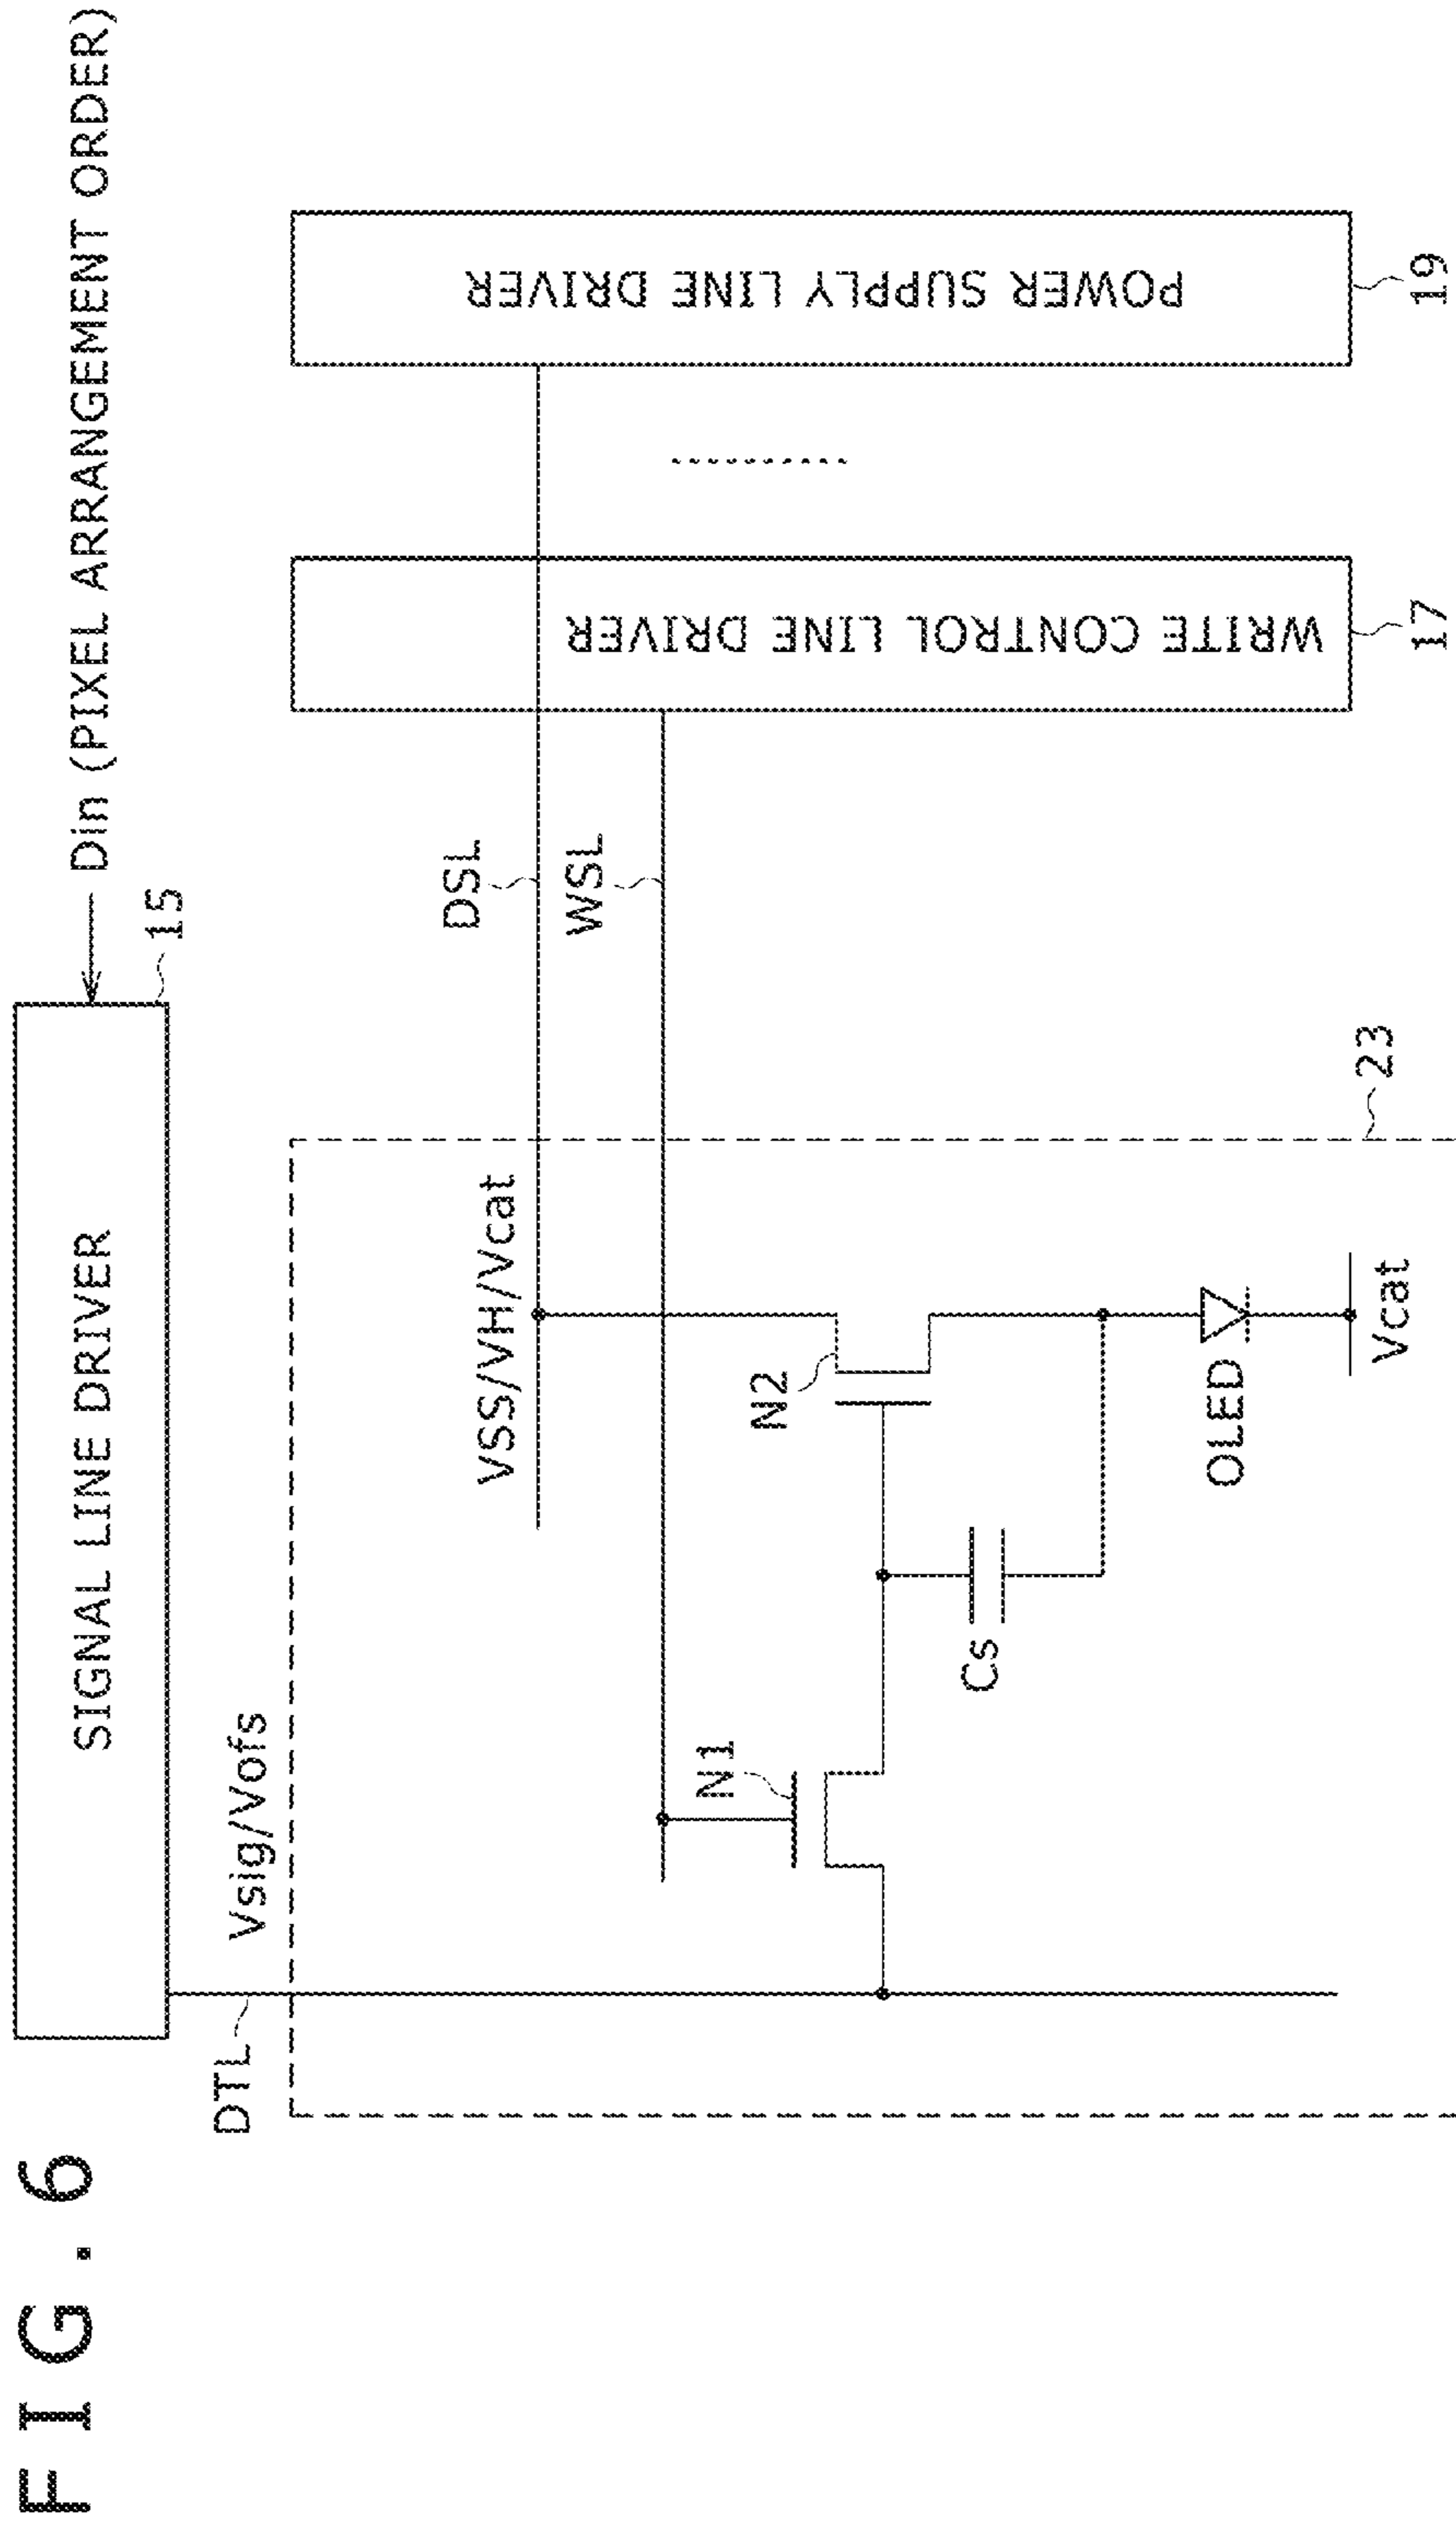 FIG. 6
SIGNAL LINE DRIVER
Din (PIXEL ARRANGEMENT ORDER)
15
DTL
Vsig/Vofs
DSL
VSS/VH/Vcat
WSL
N1
N2
Cs
OLED
Vcat
23
WRITE CONTROL LINE DRIVER
17
POWER SUPPLY LINE DRIVER
19